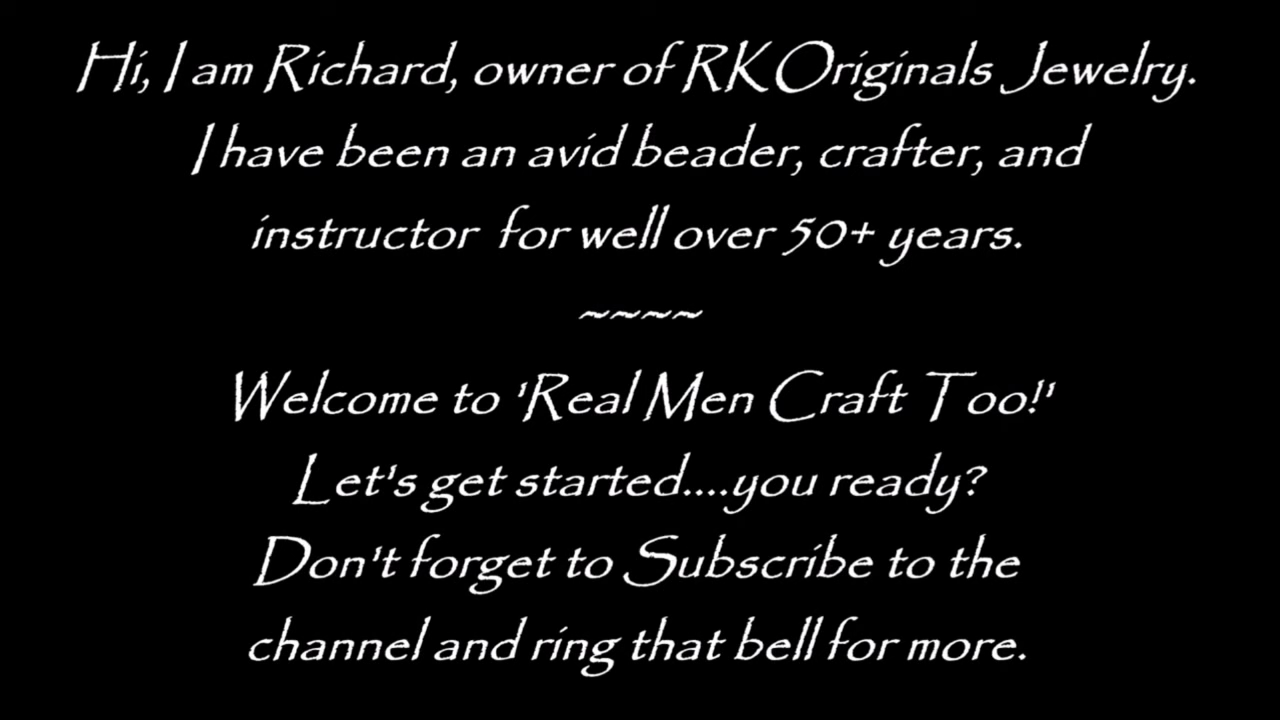 Hi, I am Richard, owner of RKOriginals Jewelry.
I have been an avid beader, crafter, and
instructor for well over 50+ years.
~~~~
Welcome to 'Real Men Craft Too!'
Let's get started....you ready?
Don't forget to Subscribe to the
channel and ring that bell for more.